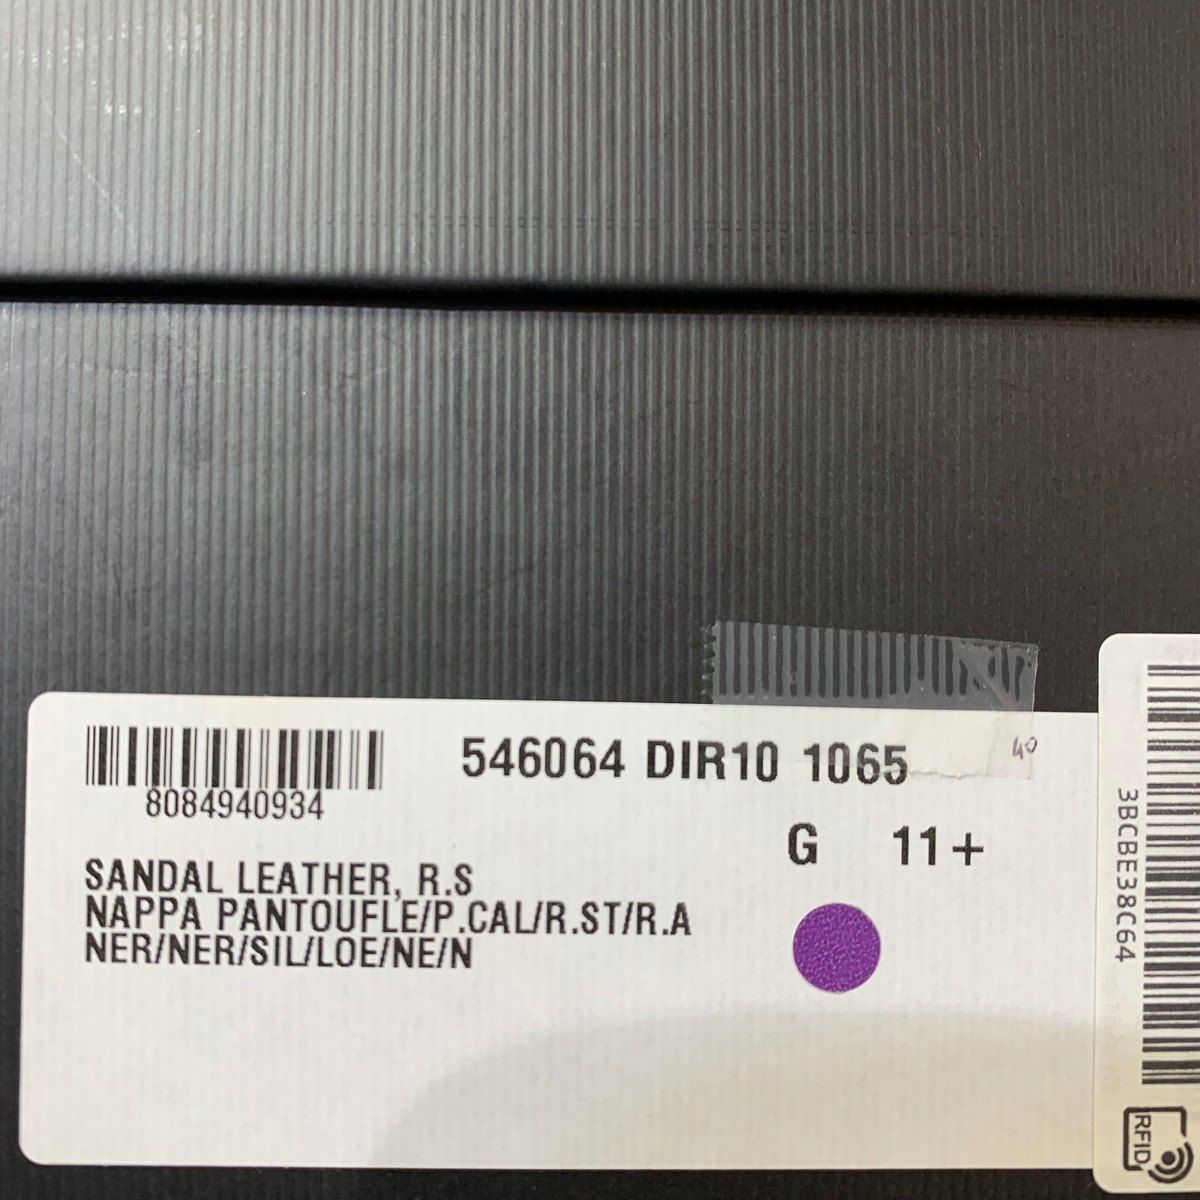 546064 DIR10 1065
40
8084940934
G 11+
SANDAL LEATHER, R.S
NAPPA PANTOUFLE/P.CAL/R.ST/R.A
NER/NER/SIL/LOE/NE/N
3BCBE38C64
RFID